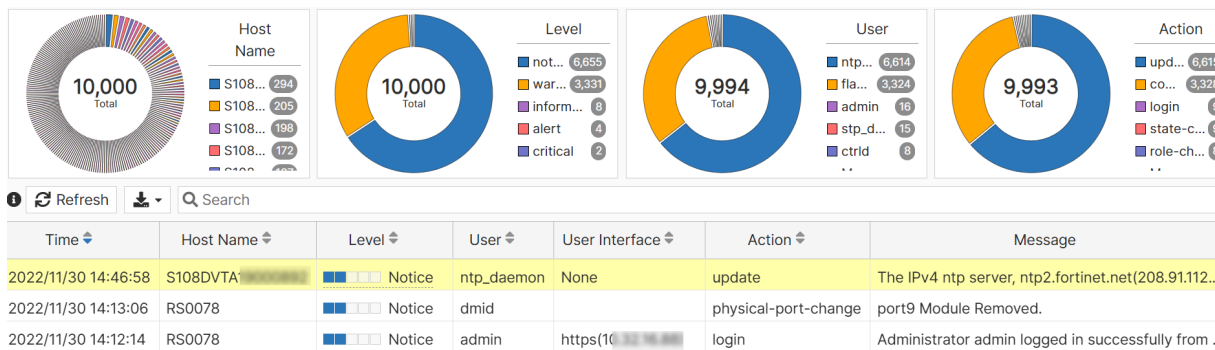 Host Name
10,000
Total
S108... 294
S108... 205
S108... 198
S108... 172
Level
10,000
Total
not... 6,655
war... 3,331
inform... 8
alert 4
critical 2
User
9,994
Total
ntp... 6,614
fla... 3,324
admin 16
stp_d... 15
ctrld 8
Action
9,993
Total
upd...
co...
login
state-c...
role-ch...
Refresh
Search
Time Host Name Level User User Interface Action Message
2022/11/30 14:46:58 S108DVTA Notice ntp_daemon None update The IPv4 ntp server, ntp2.fortinet.net(208.91.112...
2022/11/30 14:13:06 RS0078 Notice dmid physical-port-change port9 Module Removed.
2022/11/30 14:12:14 RS0078 Notice admin https(10 login Administrator admin logged in successfully from .